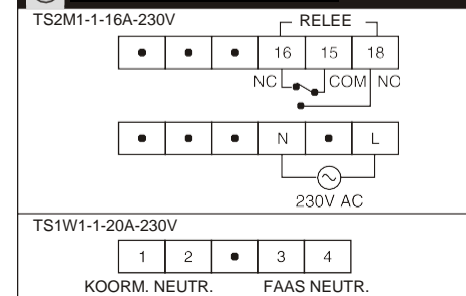 TS2M1-1-16A-230V
RELEE
16 15 18
NC COM NO
N L
230V AC
TS1W1-1-20A-230V
1 2 3 4
KOORM. NEUTR. FAAS NEUTR.